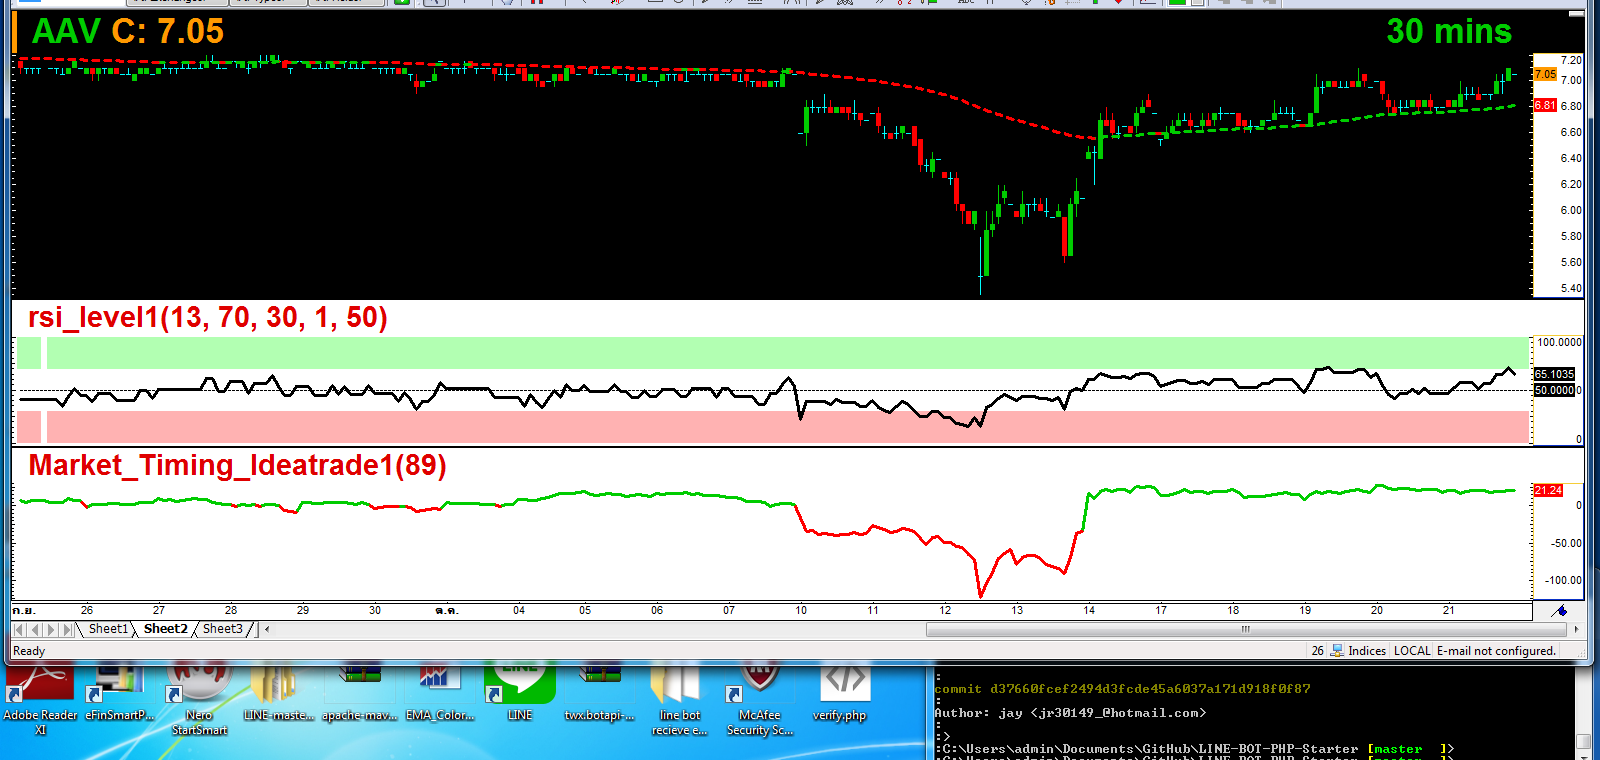 AAV C: 7.05
30 mins
7.20
7.05
7.00
6.81
6.80
6.60
6.40
6.20
6.00
5.80
5.60
5.40
rsi_level1(13, 70, 30, 1, 50)
100.0000
65.1035
50.0000
0
Market_Timing_Ideatrade1(89)
21.24
0
-50.00
-100.00
ก.ย. 26 27 28 29 30 ต.ค. 04 05 06 07 10 11 12 13 14 17 18 19 20 21
Sheet1 Sheet2 Sheet3
Ready
26 Indices LOCAL E-mail not configured.
Adobe Reader XI
eFinSmartP...
Nero StartSmart
LINE-maste...
apache-mav...
EMA_Color...
LINE
twx.botapi-...
line bot recieve e...
McAfee Security Sc...
verify.php
:
commit d37660fcef2494d3fcde45a6037a171d918f0f87
:
Author: jay <jr30149_@hotmail.com>
:
:>
:C:\Users\admin\Documents\GitHub\LINE-BOT-PHP-Starter [master ]>